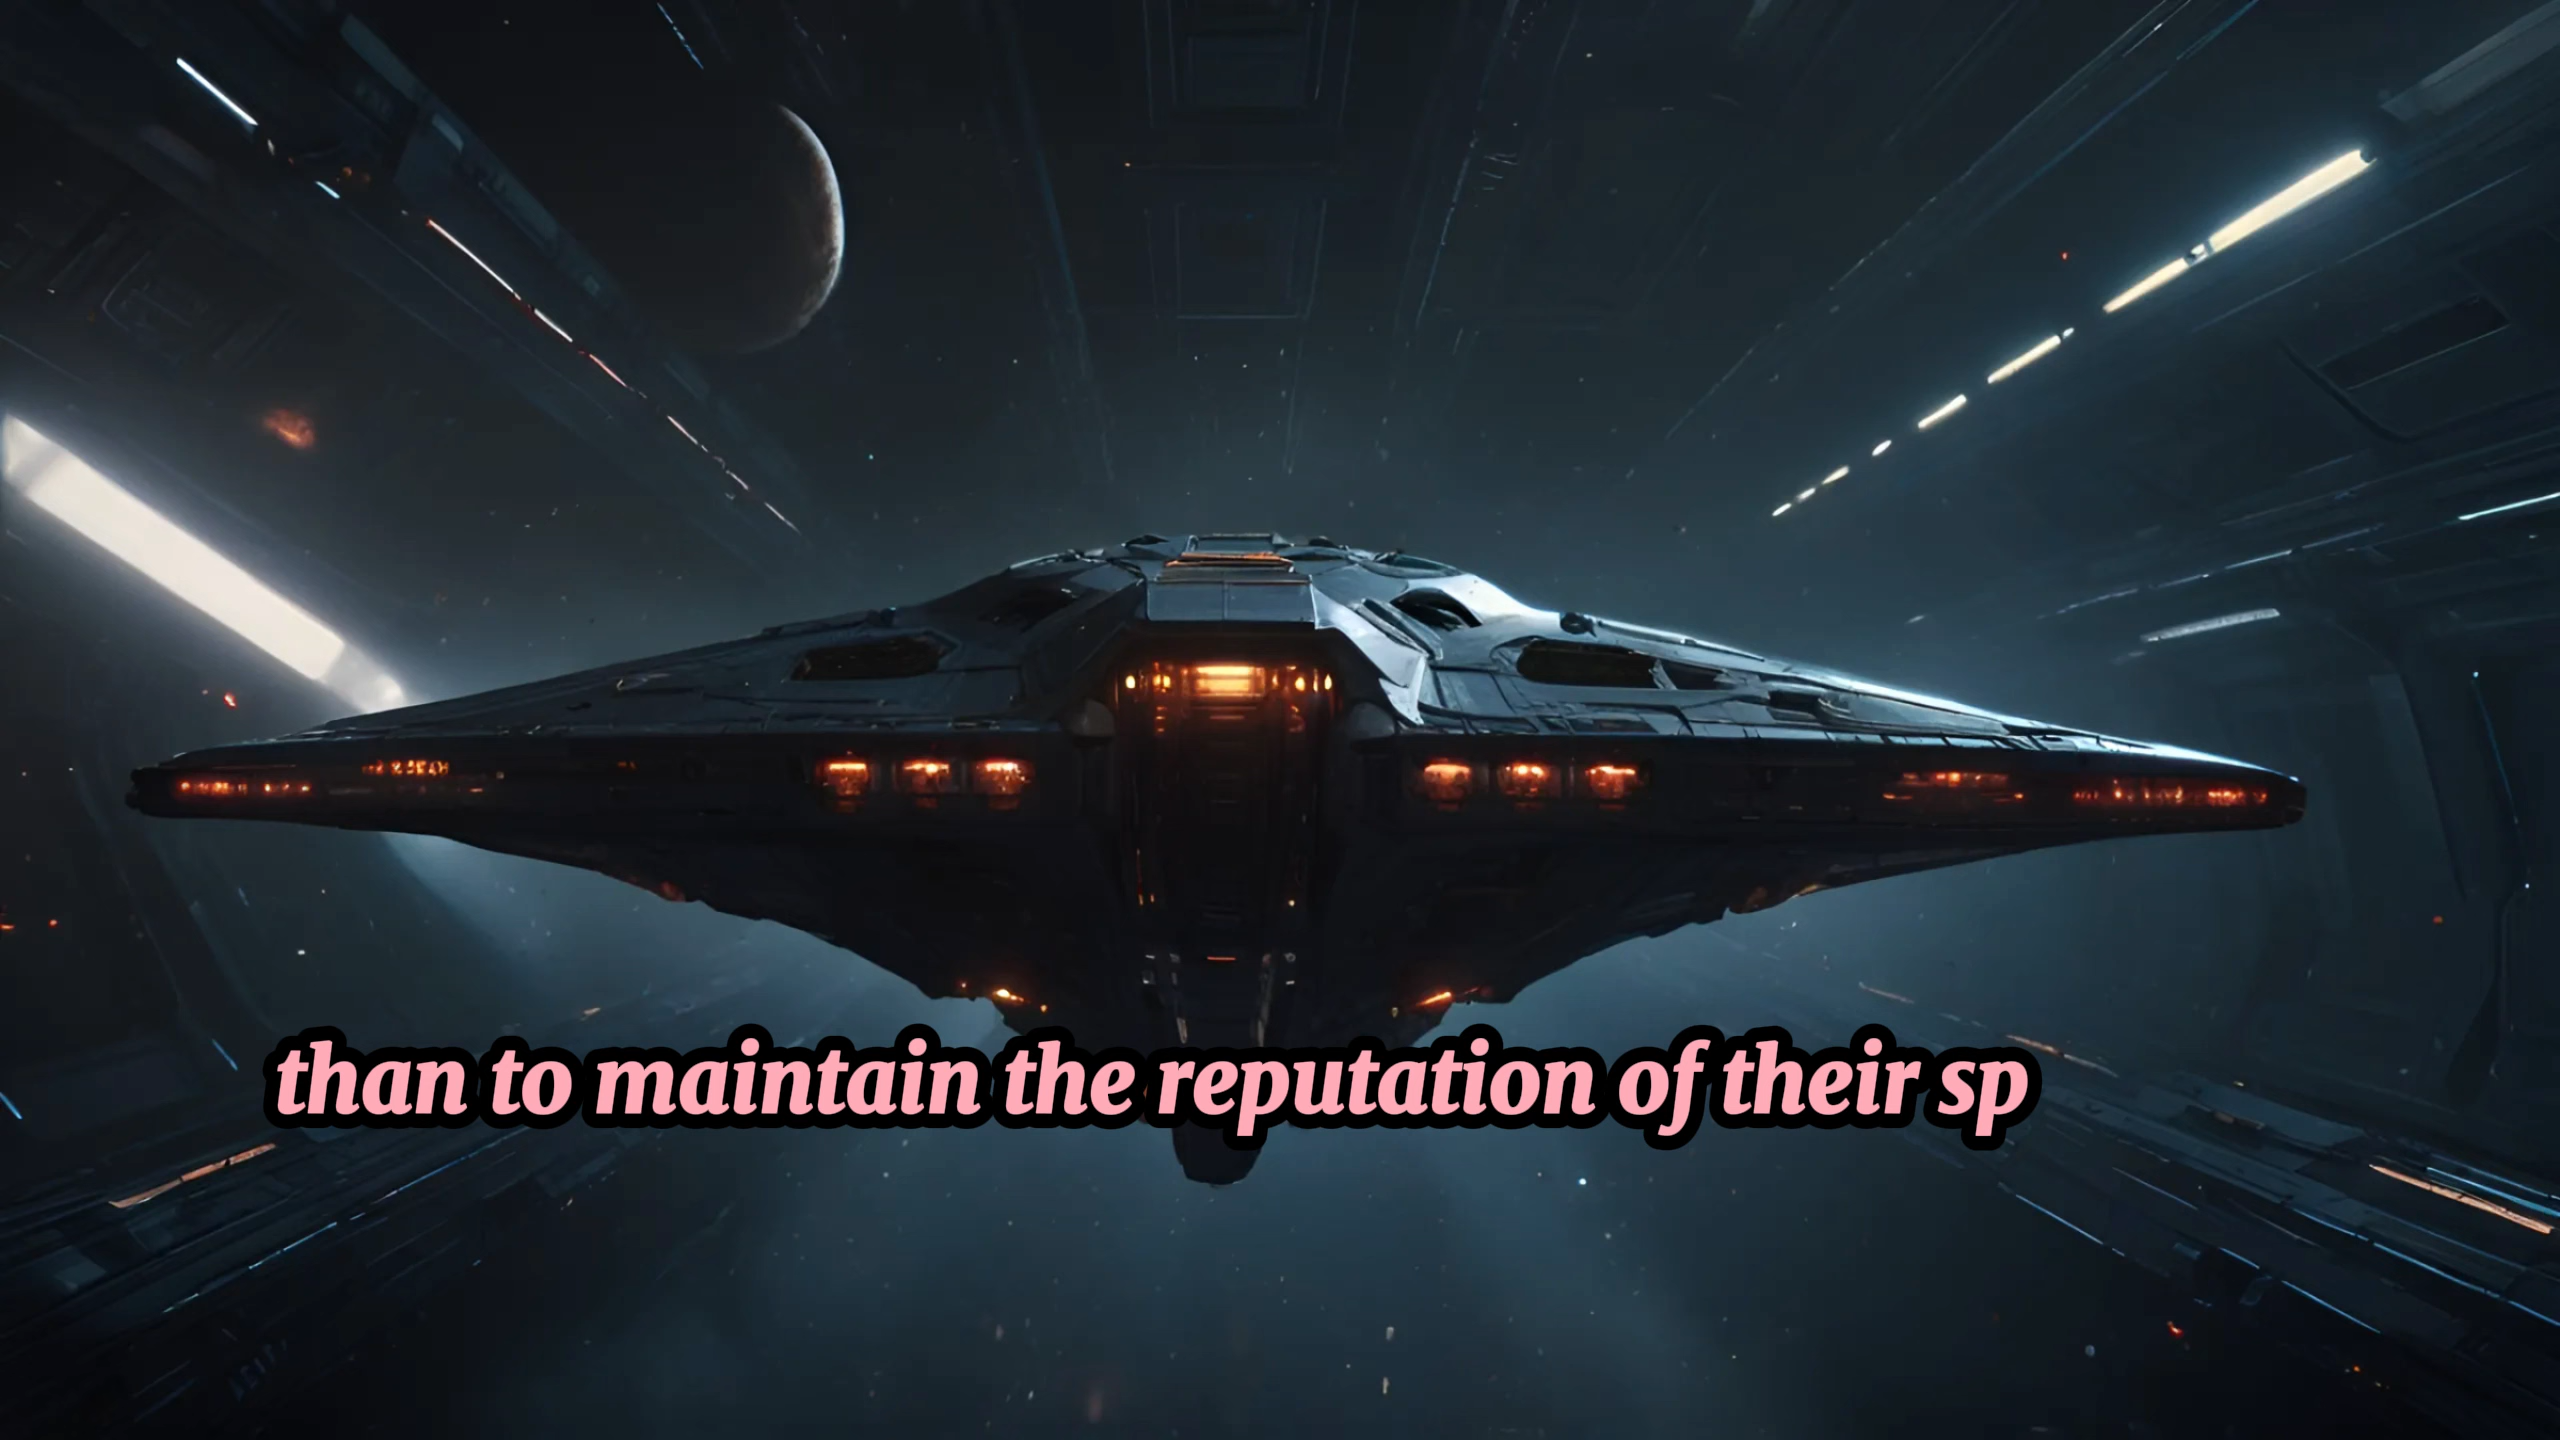 than to maintain the reputation of their sp